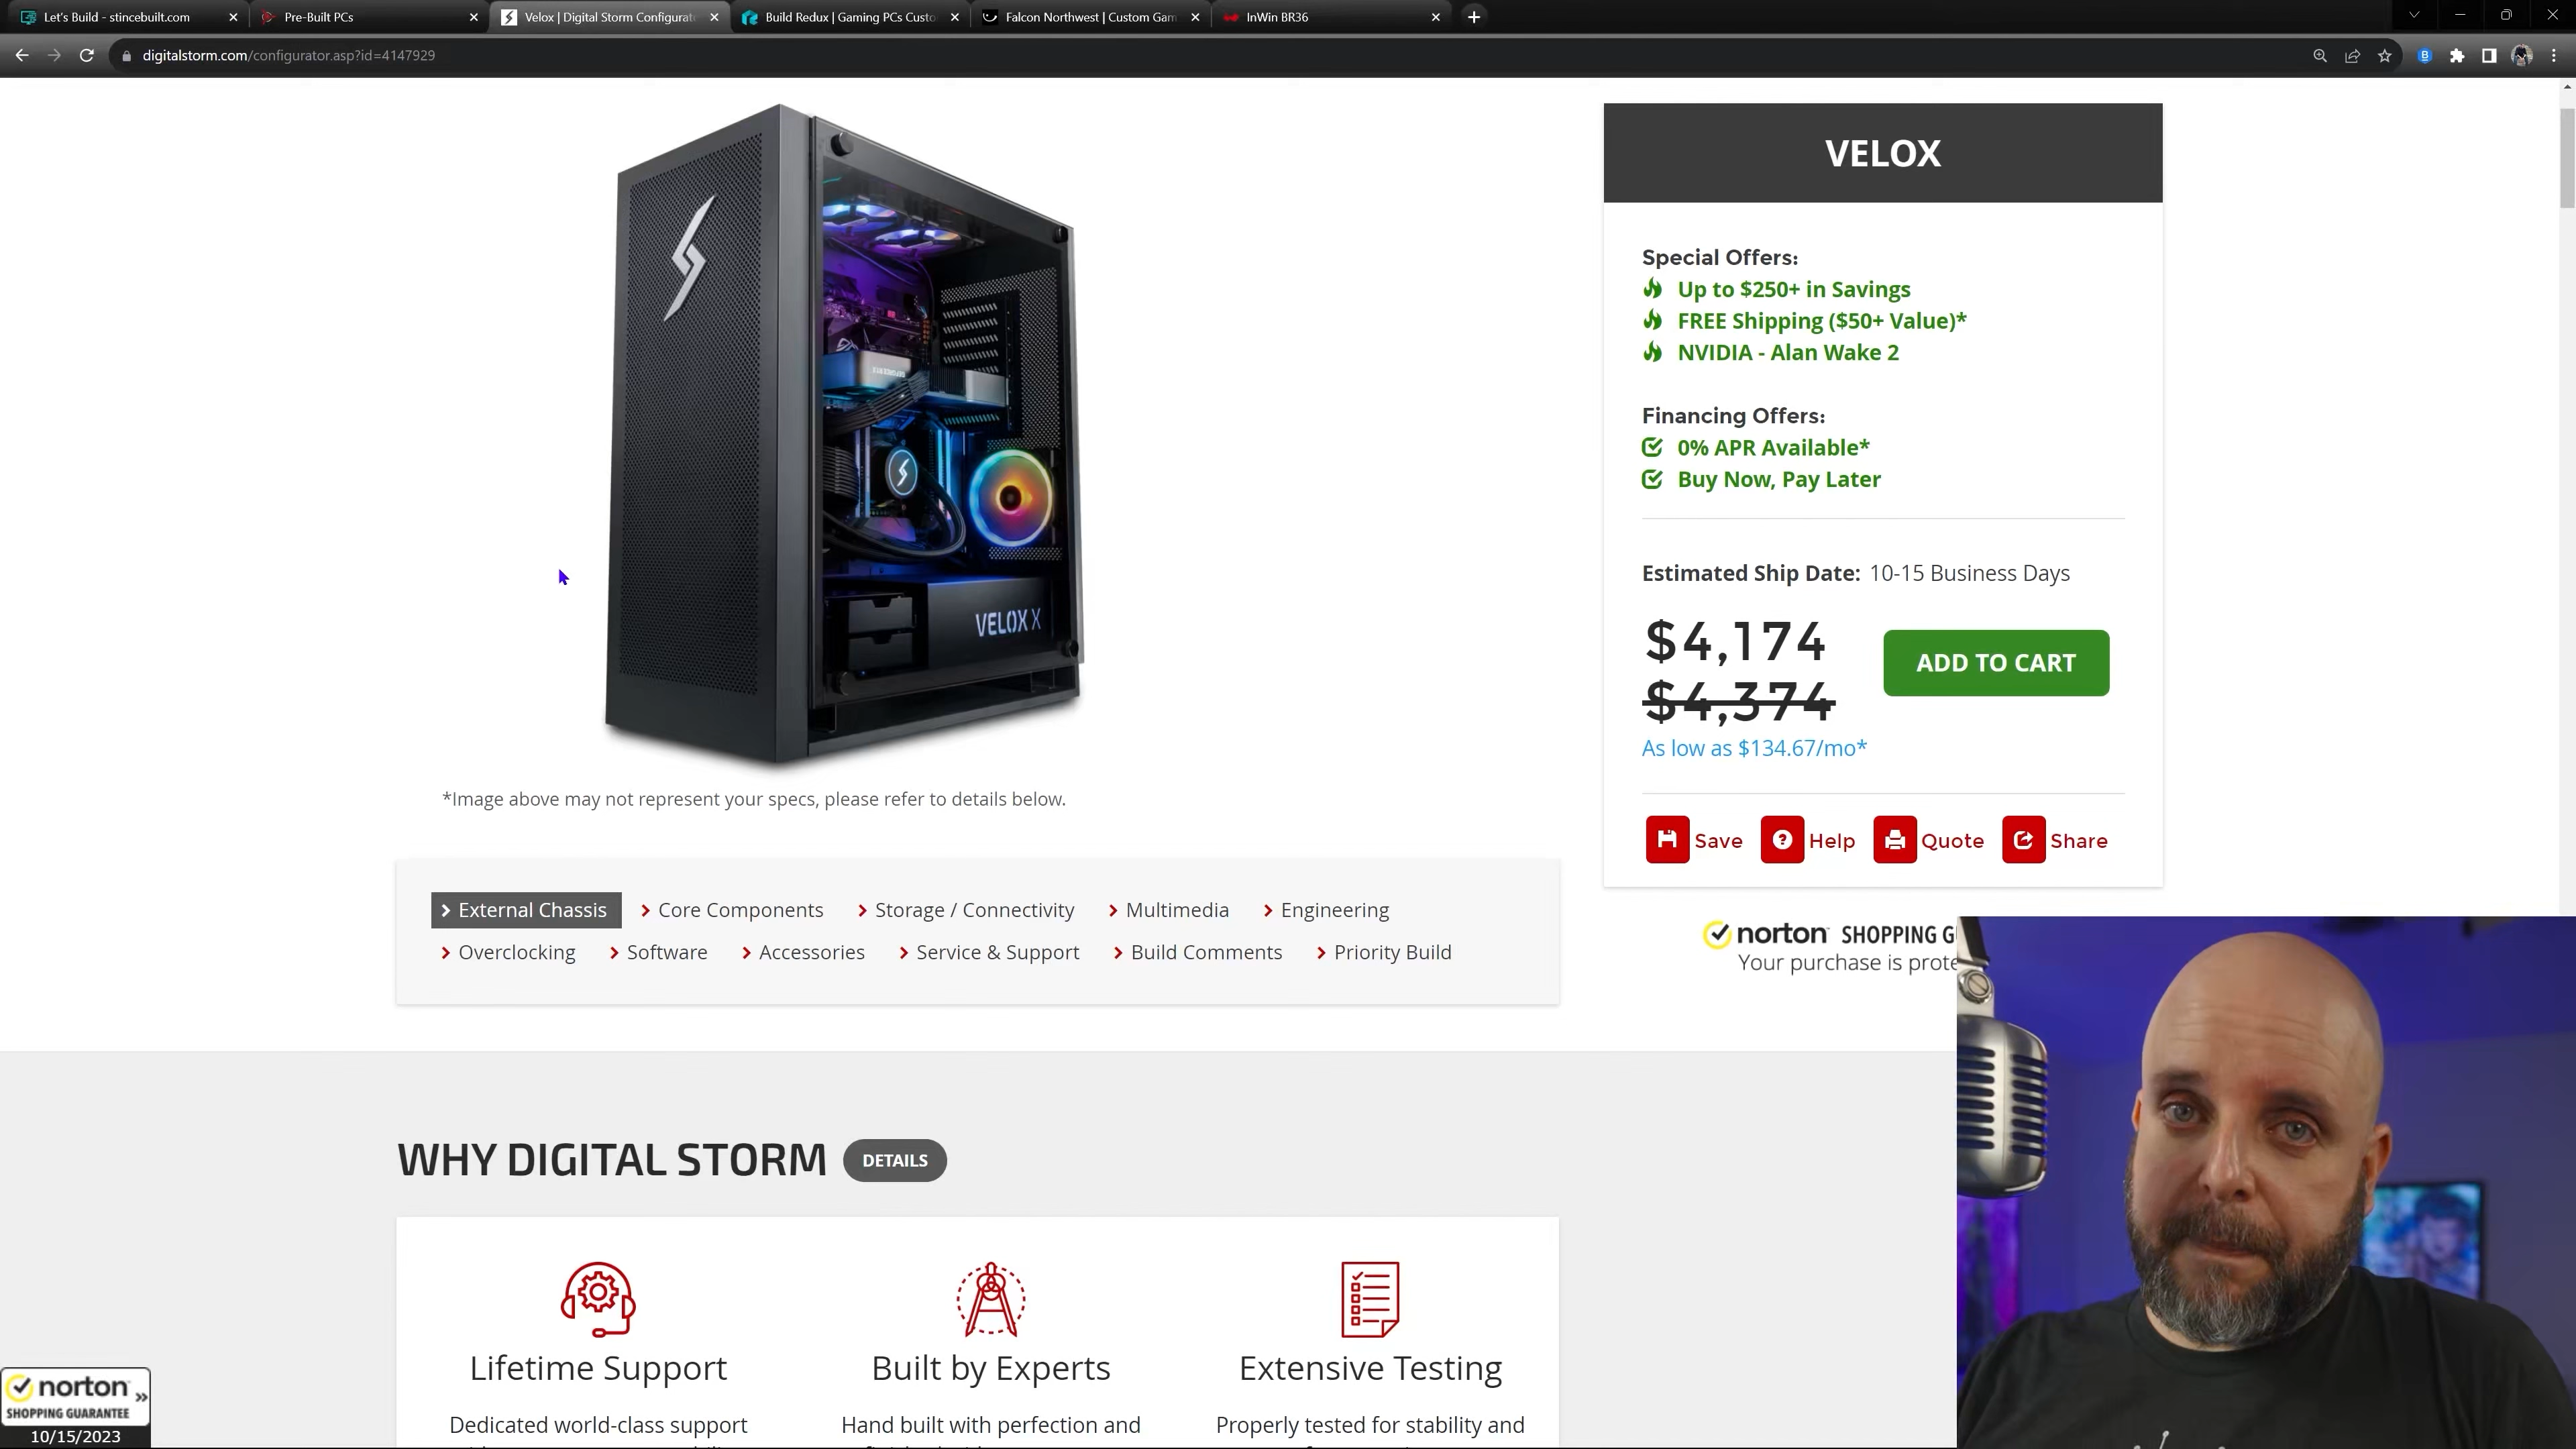 Let's Build - stincebuilt.com
Pre-Built PCs
Velox | Digital Storm Configurat
Build Redux | Gaming PCs Custo
Falcon Northwest | Custom Gam
InWin BR36
digitalstorm.com/configurator.asp?id=4147929
VELOX X
*Image above may not represent your specs, please refer to details below.
VELOX
Special Offers:
Up to $250+ in Savings
FREE Shipping ($50+ Value)*
NVIDIA - Alan Wake 2
Financing Offers:
0% APR Available*
Buy Now, Pay Later
Estimated Ship Date: 10-15 Business Days
$4,174
ADD TO CART
$4,374
As low as $134.67/mo*
Save
Help
Quote
Share
External Chassis
Core Components
Storage / Connectivity
Multimedia
Engineering
Overclocking
Software
Accessories
Service & Support
Build Comments
Priority Build
norton SHOPPING G
Your purchase is prote
WHY DIGITAL STORM
DETAILS
Lifetime Support
Built by Experts
Extensive Testing
Dedicated world-class support
Hand built with perfection and
Properly tested for stability and
norton
SHOPPING GUARANTEE
10/15/2023